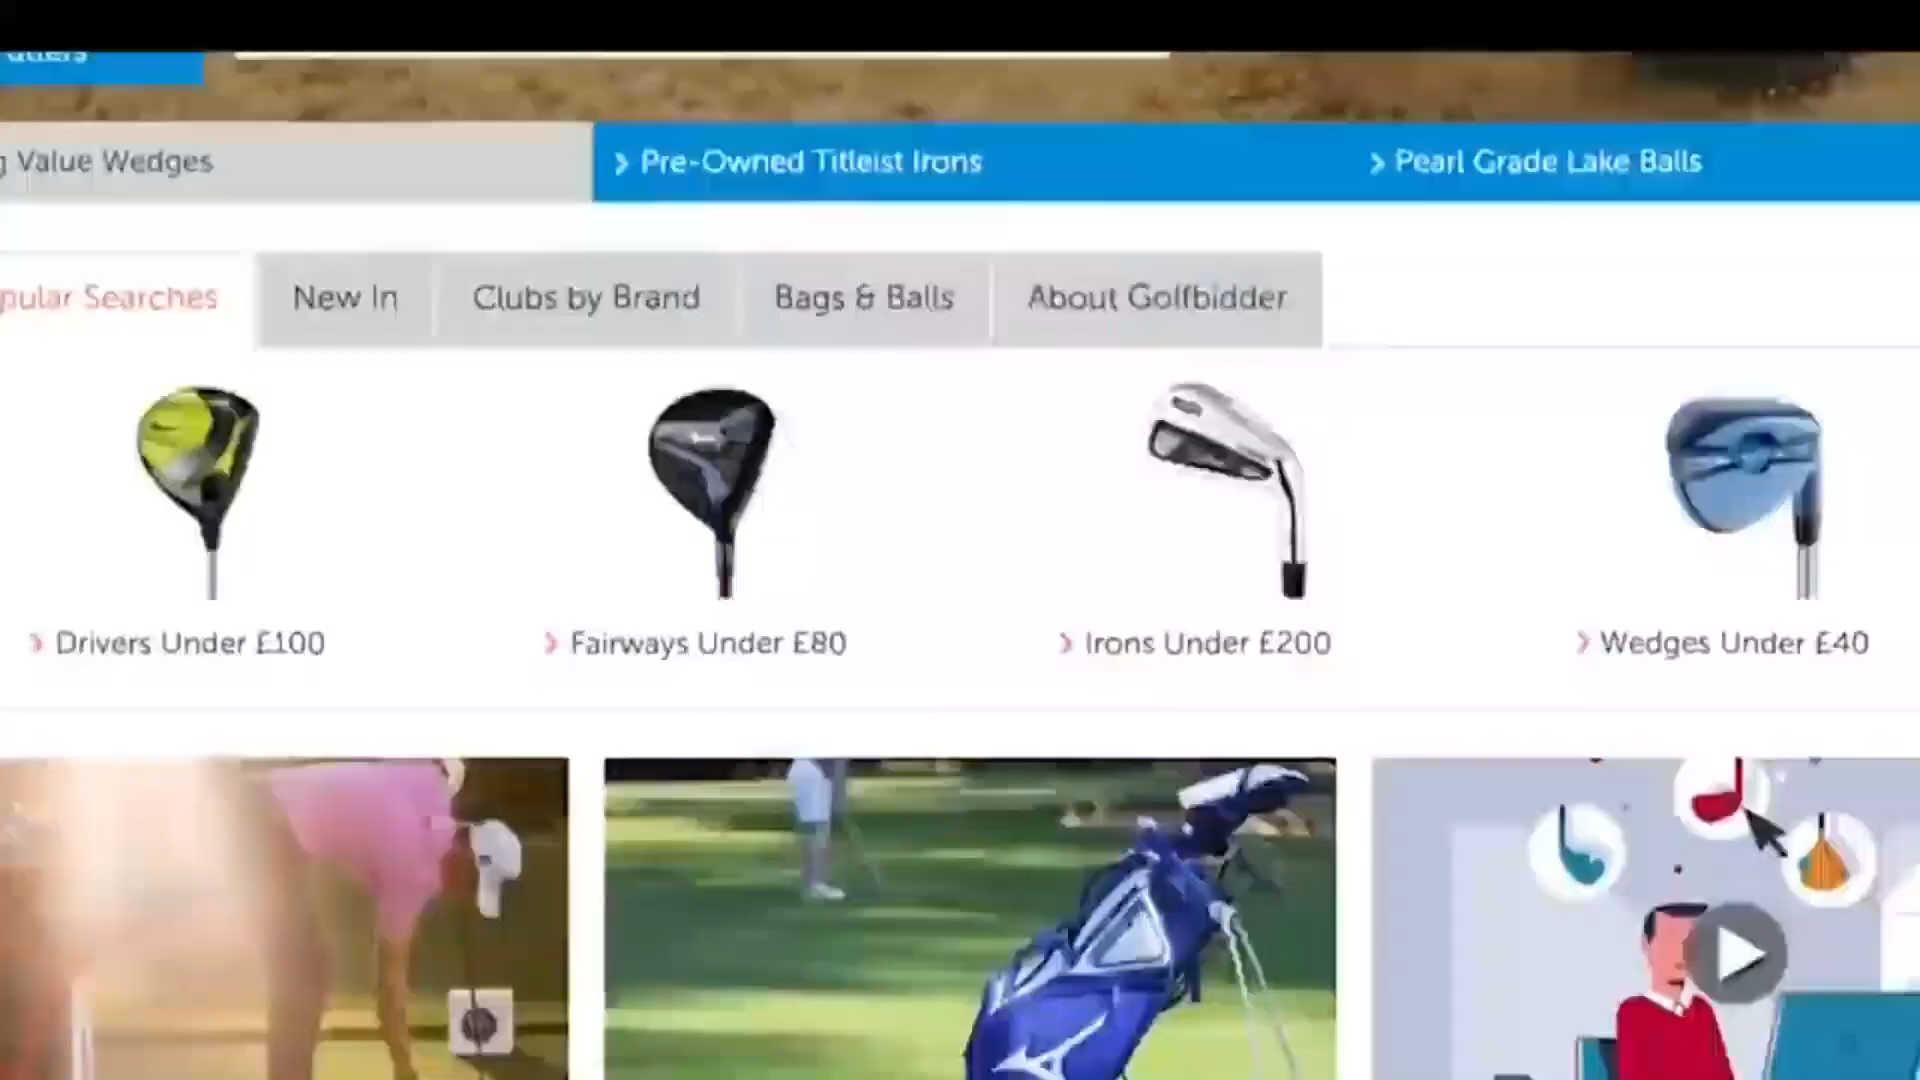 Value Wedges
Pre-Owned Titleist Irons
Pearl Grade Lake Balls
Searches
New In
Clubs by Brand
Bags & Balls
About Golfbidder
Drivers Under £100
Fairways Under £80
Irons Under £200
Wedges Under £40